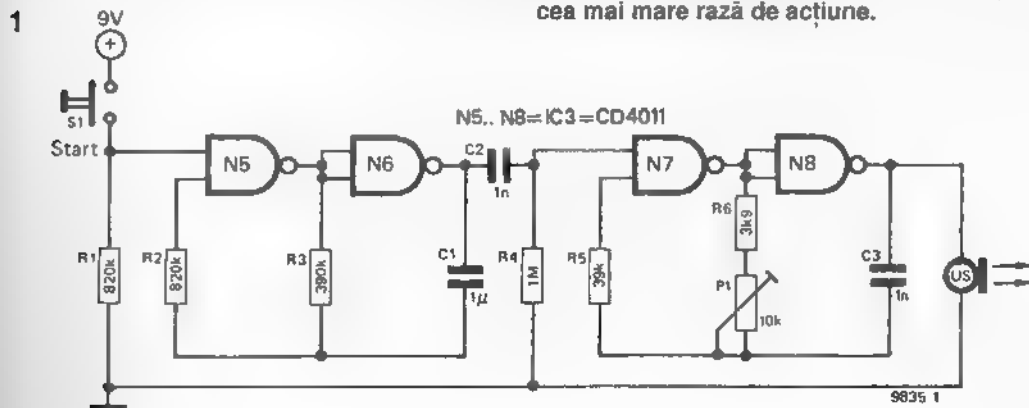 cea mai mare rază de acțiune.
1
9V
S1
Start
N5.. N8=IC3=CD4011
N5
N6
C2
1n
N7
N8
R1
820k
R2
820k
R3
390k
C1
1µ
R4
1M
R5
39k
R6
3k9
P1
10k
C3
1n
US
9835 1